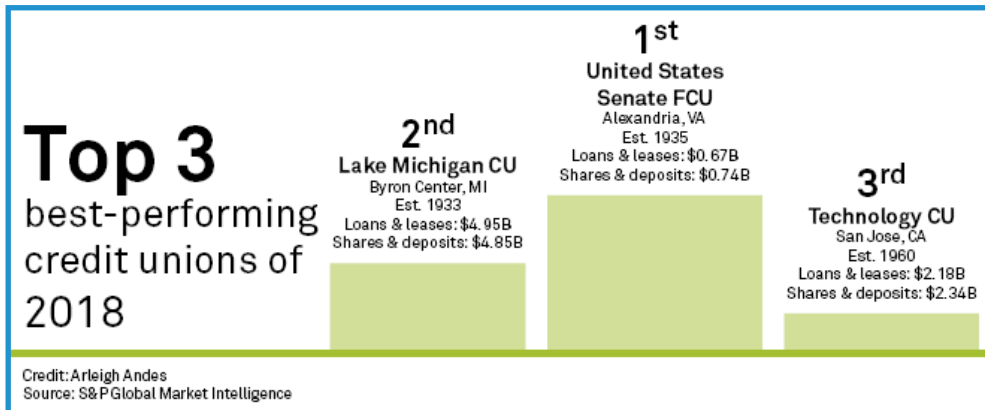 Top 3
best-performing
credit unions of
2018
2nd
Lake Michigan CU
Byron Center, MI
Est. 1933
Loans & leases: $4.95B
Shares & deposits: $4.85B
1st
United States
Senate FCU
Alexandria, VA
Est. 1935
Loans & leases: $0.67B
Shares & deposits: $0.74B
3rd
Technology CU
San Jose, CA
Est. 1960
Loans & leases: $2.18B
Shares & deposits: $2.34B
Credit: Arleigh Andes
Source: S&P Global Market Intelligence